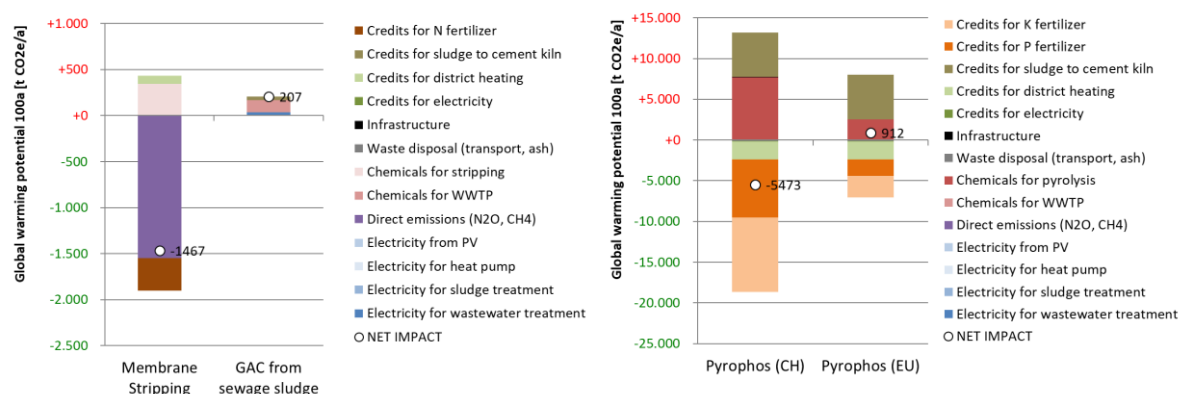 Global warming potential 100a [t CO2e/a]
+1.000
+500
+0
-500
-1.000
-1.500
-2.000
-2.500
207
-1467
Membrane
Stripping
GAC from
sewage sludge
Credits for N fertilizer
Credits for sludge to cement kiln
Credits for district heating
Credits for electricity
Infrastructure
Waste disposal (transport, ash)
Chemicals for stripping
Chemicals for WWTP
Direct emissions (N2O, CH4)
Electricity from PV
Electricity for heat pump
Electricity for sludge treatment
Electricity for wastewater treatment
NET IMPACT
Global warming potential 100a [t CO2e/a]
+15.000
+10.000
+5.000
+0
-5.000
-10.000
-15.000
-20.000
-25.000
912
-5473
Pyrophos (CH)
Pyrophos (EU)
Credits for K fertilizer
Credits for P fertilizer
Credits for sludge to cement kiln
Credits for district heating
Credits for electricity
Infrastructure
Waste disposal (transport, ash)
Chemicals for pyrolysis
Chemicals for WWTP
Direct emissions (N2O, CH4)
Electricity from PV
Electricity for heat pump
Electricity for sludge treatment
Electricity for wastewater treatment
NET IMPACT